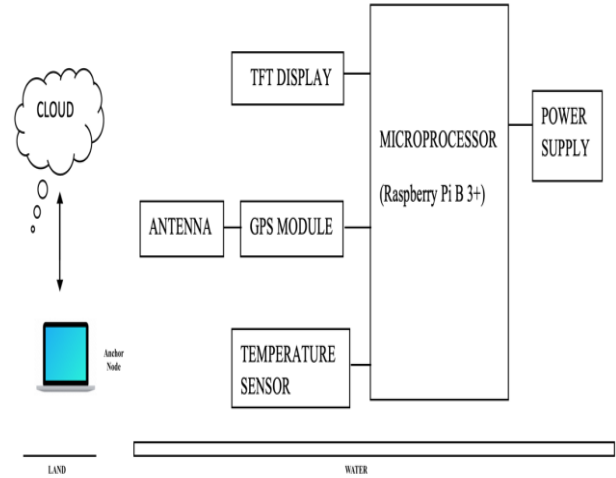 CLOUD
Anchor
Node
LAND
TFT DISPLAY
ANTENNA
GPS MODULE
TEMPERATURE
SENSOR
MICROPROCESSOR
(Raspberry Pi B 3+)
POWER
SUPPLY
WATER